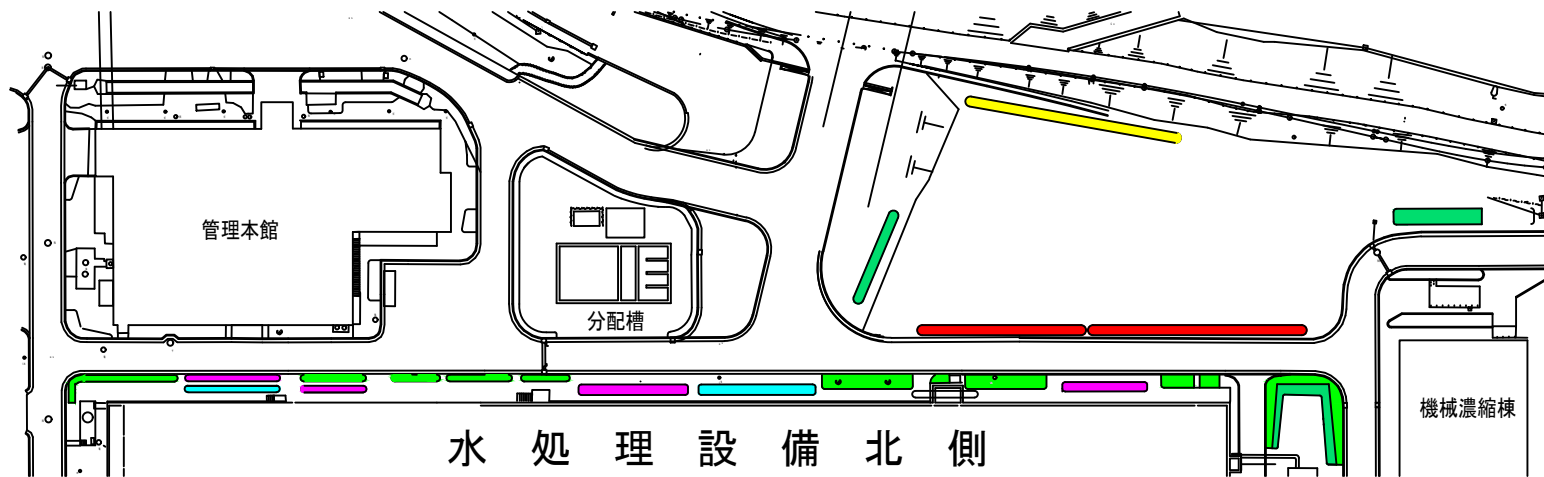 管理本館
分配槽
機械濃縮棟
水処理設備北側